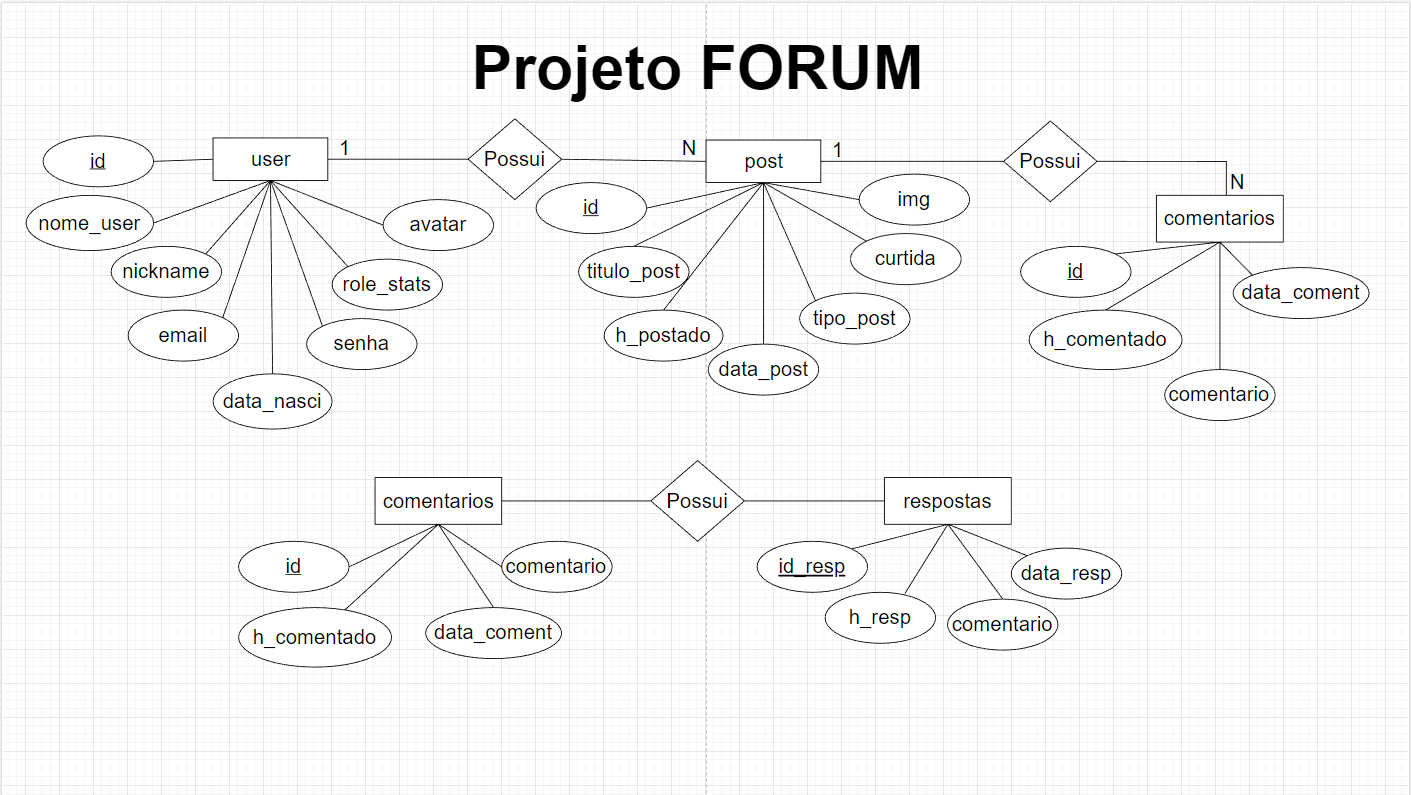 Projeto FORUM
user
1
Possui
N
post
1
Possui
N
comentarios
id
nome_user
nickname
email
data_nasci
senha
role_stats
avatar
id
titulo_post
h_postado
data_post
tipo_post
curtida
img
id
h_comentado
comentario
data_coment
comentarios
Possui
respostas
id
h_comentado
data_coment
comentario
id_resp
h_resp
comentario
data_resp